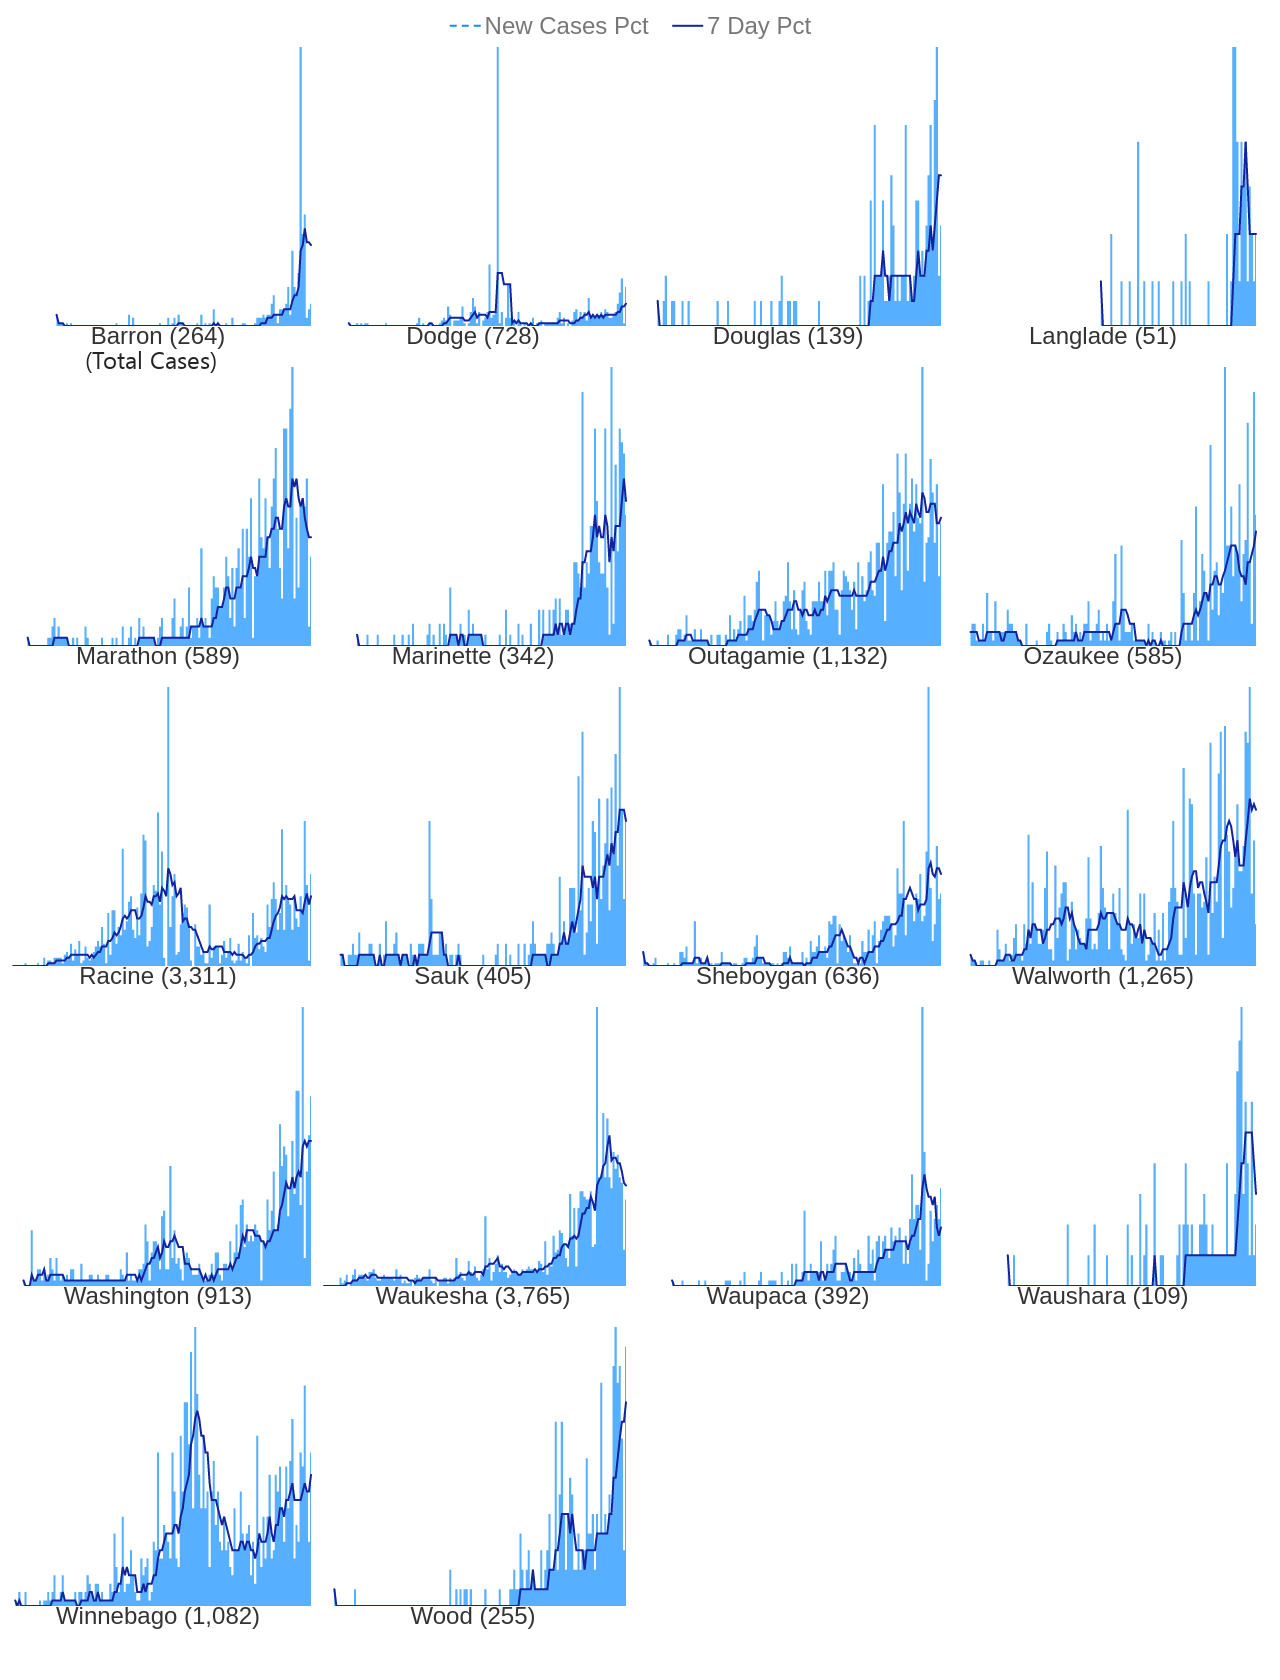 New Cases Pct 7 Day Pct
Barron (264) Dodge (728) Douglas (139) Langlade (51)
(Total Cases)
Marathon (589) Marinette (342) Outagamie (1,132) Ozaukee (585)
Racine (3,311) Sauk (405) Sheboygan (636) Walworth (1,265)
Washington (913) Waukesha (3,765) Waupaca (392) Waushara (109)
Winnebago (1,082) Wood (255)